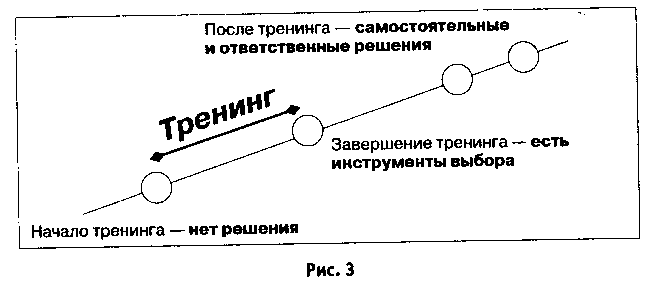 После тренинга — самостоятельные
и ответственные решения
Тренинг
Завершение тренинга — есть
инструменты выбора
Начало тренинга — нет решения
Рис. 3